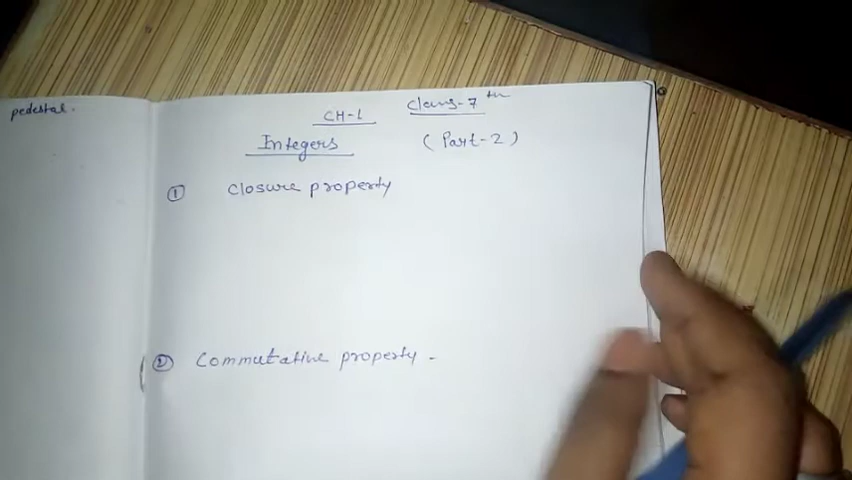 pedestal.
CH-1 Class-7th
Integers (Part-2)
① Closure property
② Commutative property -